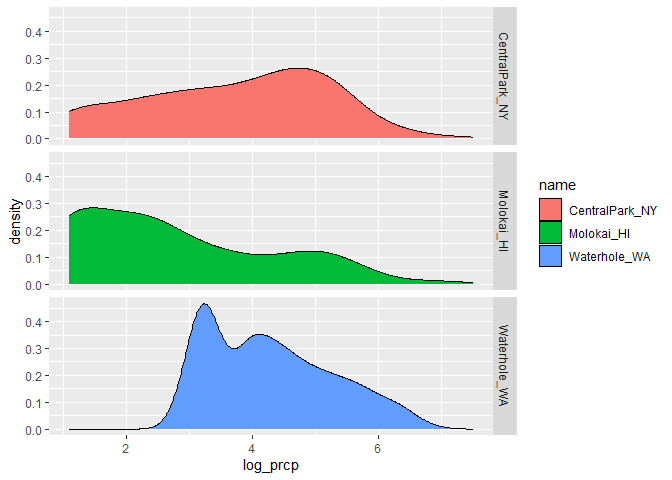 0.4
0.3
0.2
0.1
0.0
CentralPark_NY
0.4
0.3
0.2
0.1
0.0
Molokai_HI
0.4
0.3
0.2
0.1
0.0
Waterhole_WA
density
2 4 6
log_prcp
name
CentralPark_NY
Molokai_HI
Waterhole_WA